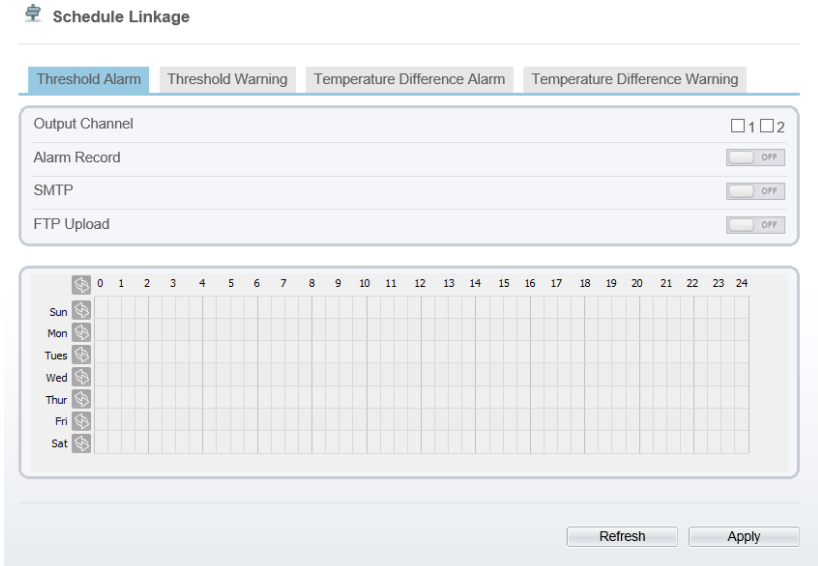 Schedule Linkage
Threshold Alarm Threshold Warning Temperature Difference Alarm Temperature Difference Warning
Output Channel 1 2
Alarm Record OFF
SMTP OFF
FTP Upload OFF
0 1 2 3 4 5 6 7 8 9 10 11 12 13 14 15 16 17 18 19 20 21 22 23 24
Sun
Mon
Tues
Wed
Thur
Fri
Sat
Refresh Apply